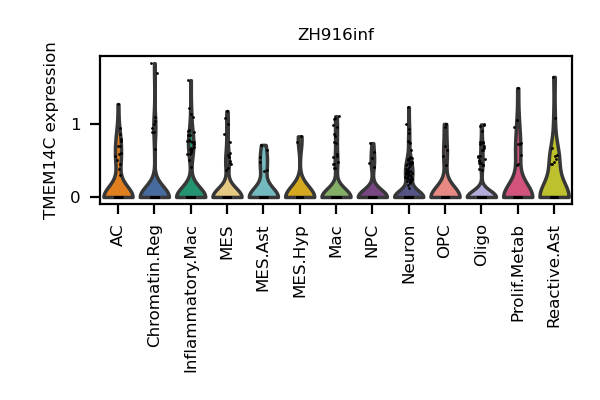 ZH916inf
TMEM14C expression
1
0
AC
Chromatin.Reg
Inflammatory.Mac
MES
MES.Ast
MES.Hyp
Mac
NPC
Neuron
OPC
Oligo
Prolif.Metab
Reactive.Ast